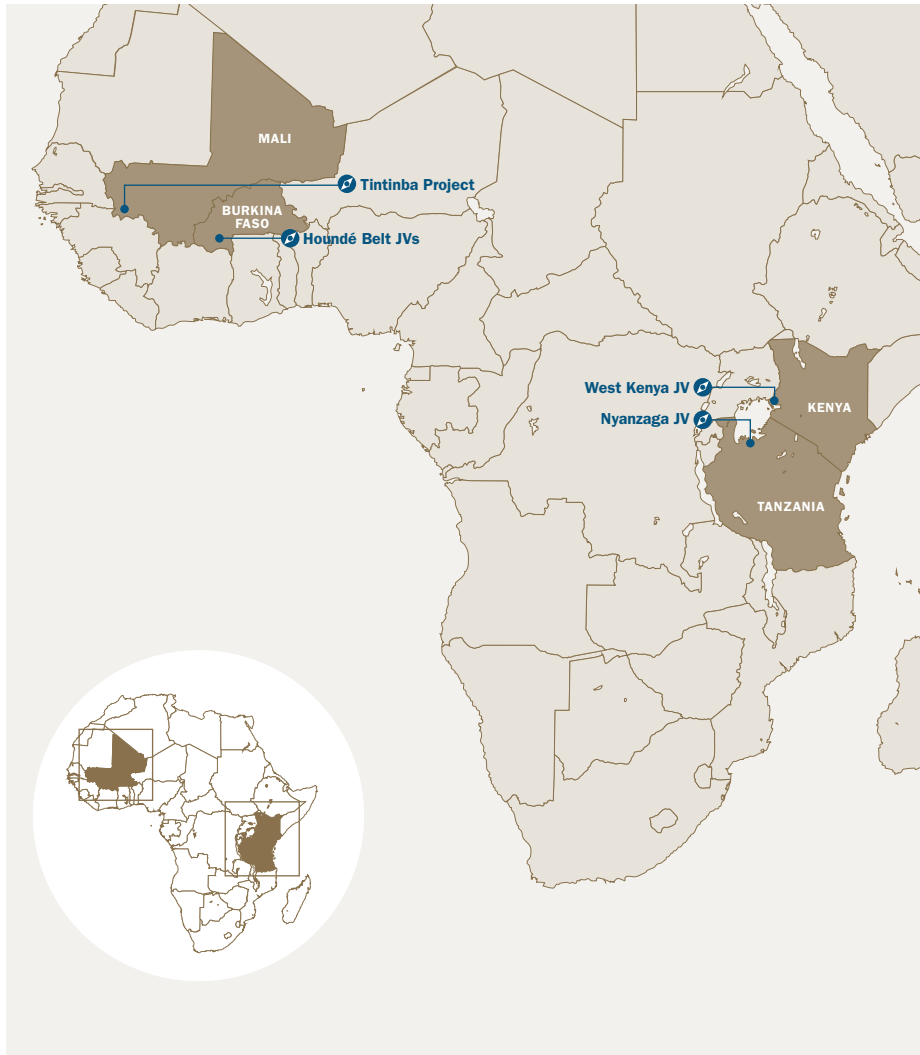 MALI
Tintinba Project
BURKINA
FASO
Houndé Belt JVs
West Kenya JV
KENYA
Nyanzaga JV
TANZANIA